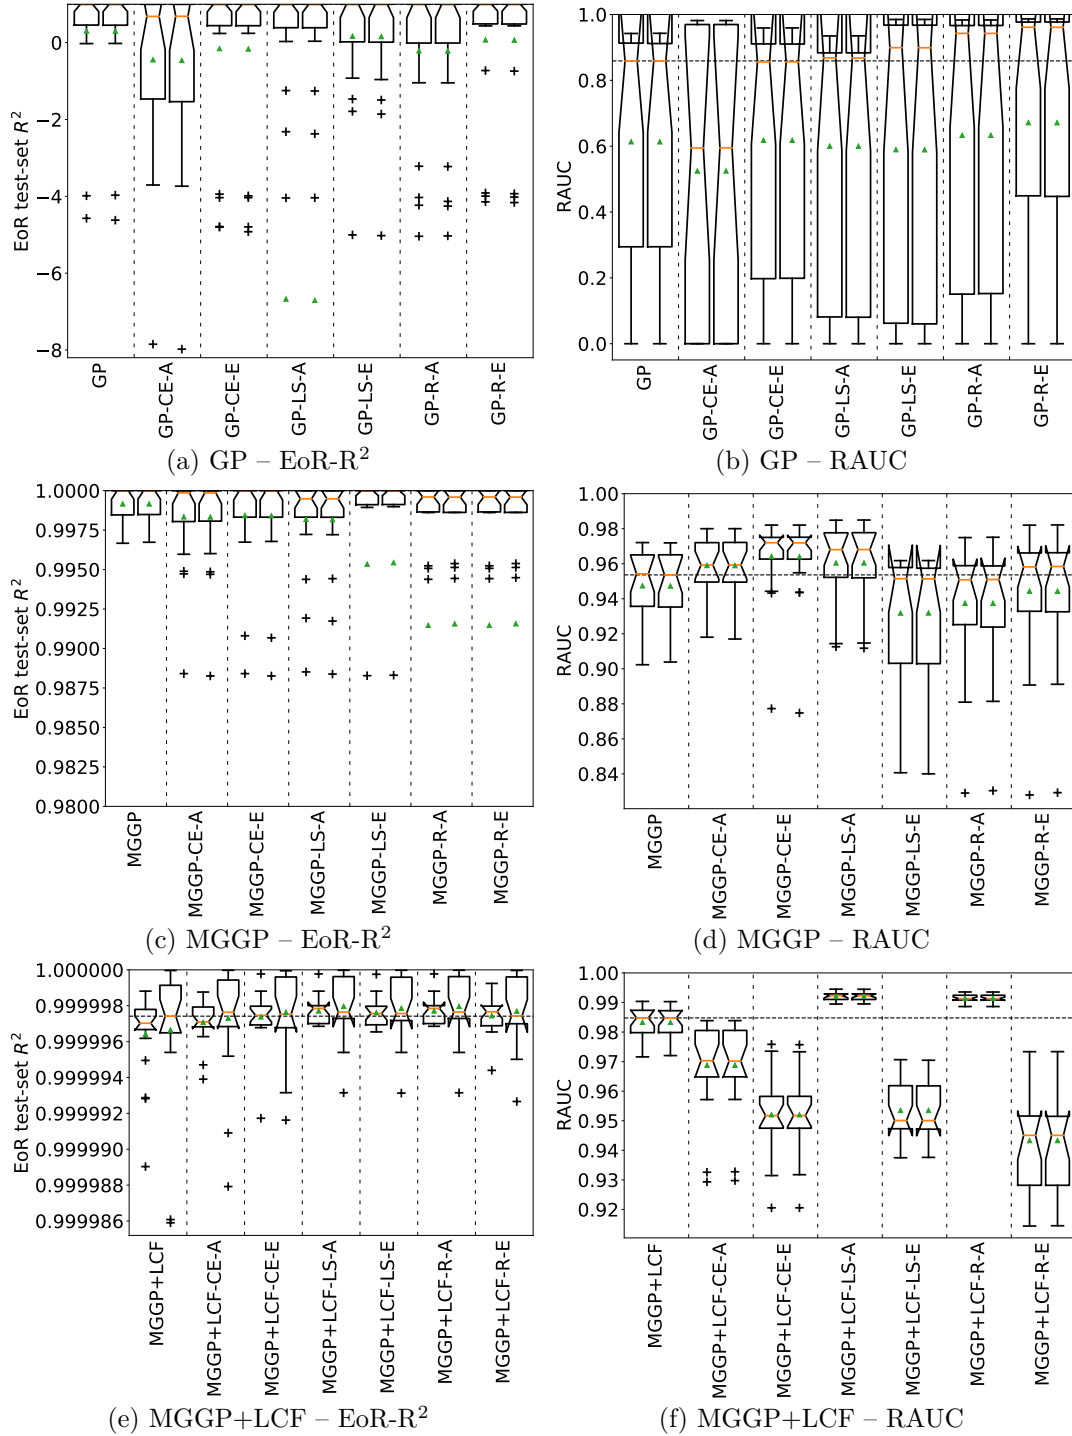 EoR test-set R²
0
−2
−4
−6
−8
GP
GP-CE-A
GP-CE-E
GP-LS-A
GP-LS-E
GP-R-A
GP-R-E
(a) GP – EoR-R²
RAUC
1.0
0.8
0.6
0.4
0.2
0.0
GP
GP-CE-A
GP-CE-E
GP-LS-A
GP-LS-E
GP-R-A
GP-R-E
(b) GP – RAUC
EoR test-set R²
1.0000
0.9975
0.9950
0.9925
0.9900
0.9875
0.9850
0.9825
0.9800
MGGP
MGGP-CE-A
MGGP-CE-E
MGGP-LS-A
MGGP-LS-E
MGGP-R-A
MGGP-R-E
(c) MGGP – EoR-R²
RAUC
1.00
0.98
0.96
0.94
0.92
0.90
0.88
0.86
0.84
MGGP
MGGP-CE-A
MGGP-CE-E
MGGP-LS-A
MGGP-LS-E
MGGP-R-A
MGGP-R-E
(d) MGGP – RAUC
EoR test-set R²
1.000000
0.999998
0.999996
0.999994
0.999992
0.999990
0.999988
0.999986
MGGP+LCF
MGGP+LCF-CE-A
MGGP+LCF-CE-E
MGGP+LCF-LS-A
MGGP+LCF-LS-E
MGGP+LCF-R-A
MGGP+LCF-R-E
(e) MGGP+LCF – EoR-R²
RAUC
1.00
0.99
0.98
0.97
0.96
0.95
0.94
0.93
0.92
MGGP+LCF
MGGP+LCF-CE-A
MGGP+LCF-CE-E
MGGP+LCF-LS-A
MGGP+LCF-LS-E
MGGP+LCF-R-A
MGGP+LCF-R-E
(f) MGGP+LCF – RAUC